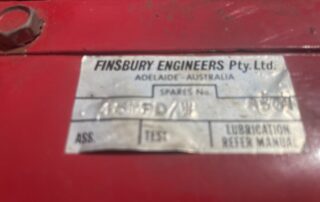 FINSBURY ENGINEERS Pty. Ltd.
ADELAIDE - AUSTRALIA
SPARES No.
ASS.
TEST
LUBRICATION
REFER MANUAL